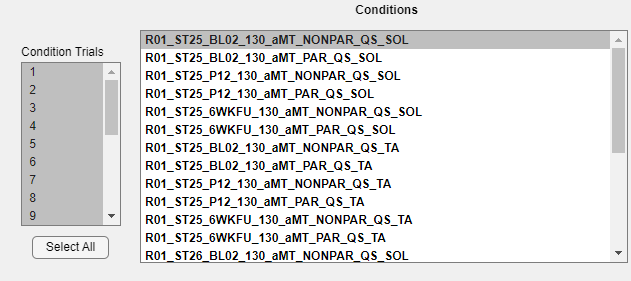 Conditions
Condition Trials
1
2
3
4
5
6
7
8
9
Select All
R01_ST25_BL02_130_aMT_NONPAR_QS_SOL
R01_ST25_BL02_130_aMT_PAR_QS_SOL
R01_ST25_P12_130_aMT_NONPAR_QS_SOL
R01_ST25_P12_130_aMT_PAR_QS_SOL
R01_ST25_6WKFU_130_aMT_NONPAR_QS_SOL
R01_ST25_6WKFU_130_aMT_PAR_QS_SOL
R01_ST25_BL02_130_aMT_NONPAR_QS_TA
R01_ST25_BL02_130_aMT_PAR_QS_TA
R01_ST25_P12_130_aMT_NONPAR_QS_TA
R01_ST25_P12_130_aMT_PAR_QS_TA
R01_ST25_6WKFU_130_aMT_NONPAR_QS_TA
R01_ST25_6WKFU_130_aMT_PAR_QS_TA
R01_ST26_BL02_130_aMT_NONPAR_QS_SOL